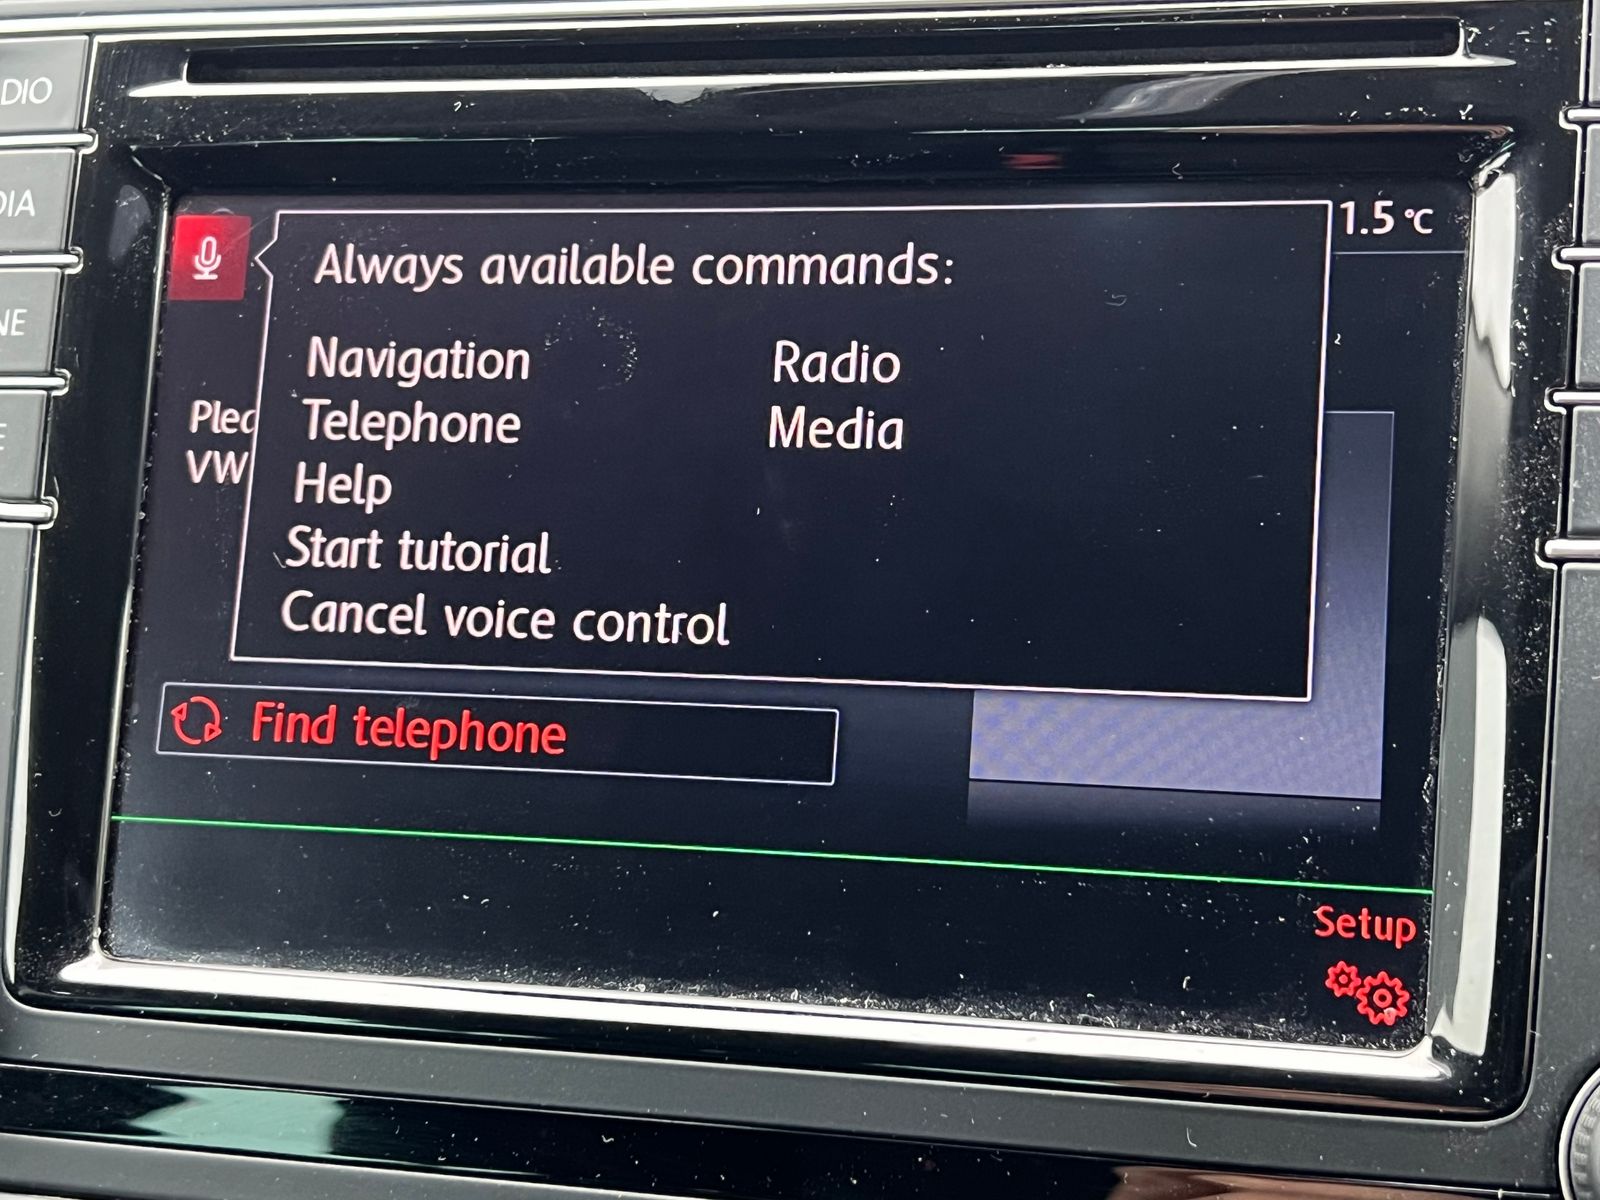 DIO
DIA
NE
E
1.5 °C
Always available commands:
Navigation
Radio
Telephone
Media
Help
Start tutorial
Cancel voice control
VW
Find telephone
Setup